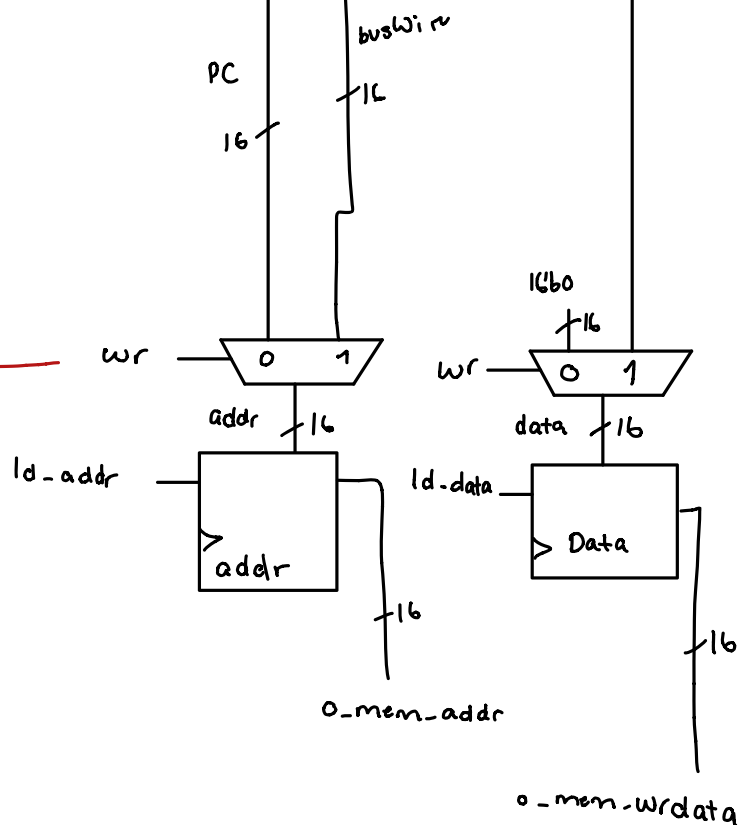 busWire
PC
16
16
16'b0
16
wr
0
1
wr
0
1
addr
16
data
16
ld_addr
ld_data
addr
Data
16
16
o_mem_addr
o_mem_wrdata